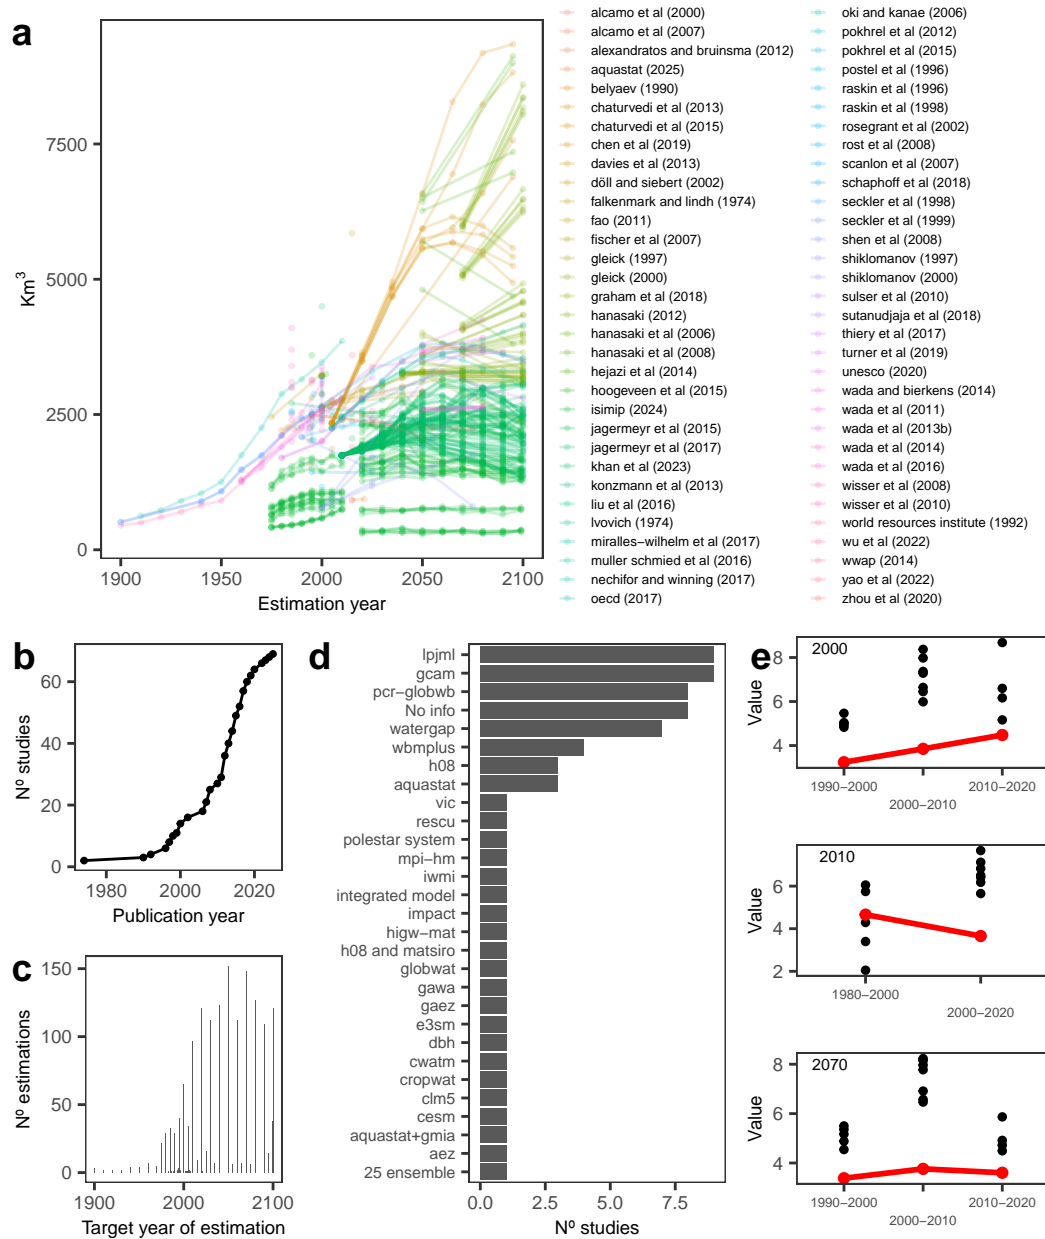 a
Km3
7500
5000
2500
0
1900
1950
2000
2050
2100
Estimation year
alcamo et al (2000)
alcamo et al (2007)
alexandratos and bruinsma (2012)
aquastat (2025)
belyaev (1990)
chaturvedi et al (2013)
chaturvedi et al (2015)
chen et al (2019)
davies et al (2013)
döll and siebert (2002)
falkenmark and lindh (1974)
fao (2011)
fischer et al (2007)
gleick (1997)
gleick (2000)
graham et al (2018)
hanasaki (2012)
hanasaki et al (2006)
hanasaki et al (2008)
hejazi et al (2014)
hoogeveen et al (2015)
isimip (2024)
jagermeyr et al (2015)
jagermeyr et al (2017)
khan et al (2023)
konzmann et al (2013)
liu et al (2016)
lvovich (1974)
miralles−wilhelm et al (2017)
muller schmied et al (2016)
nechifor and winning (2017)
oecd (2017)
oki and kanae (2006)
pokhrel et al (2012)
pokhrel et al (2015)
postel et al (1996)
raskin et al (1996)
raskin et al (1998)
rosegrant et al (2002)
rost et al (2008)
scanlon et al (2007)
schaphoff et al (2018)
seckler et al (1998)
seckler et al (1999)
shen et al (2008)
shiklomanov (1997)
shiklomanov (2000)
sulser et al (2010)
sutanudjaja et al (2018)
thiery et al (2017)
turner et al (2019)
unesco (2020)
wada and bierkens (2014)
wada et al (2011)
wada et al (2013b)
wada et al (2014)
wada et al (2016)
wisser et al (2008)
wisser et al (2010)
world resources institute (1992)
wu et al (2022)
wwap (2014)
yao et al (2022)
zhou et al (2020)
b
Nº studies
60
40
20
0
1980
2000
2020
Publication year
c
Nº estimations
150
100
50
0
1900
2000
2100
Target year of estimation
d
lpjml
gcam
pcr−globwb
No info
watergap
wbmplus
h08
aquastat
vic
rescu
polestar system
mpi−hm
iwmi
integrated model
impact
higw−mat
h08 and matsiro
globwat
gawa
gaez
e3sm
dbh
cwatm
cropwat
clm5
cesm
aquastat+gmia
aez
25 ensemble
0.0
2.5
5.0
7.5
Nº studies
e
2000
Value
8
6
4
1990−2000
2000−2010
2010−2020
2010
Value
6
4
2
1980−2000
2000−2020
2070
Value
8
6
4
1990−2000
2000−2010
2010−2020